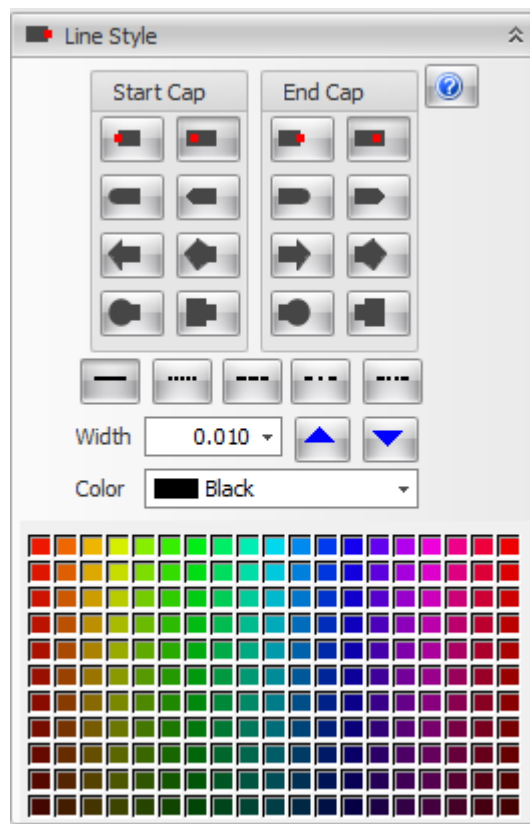 Line Style
Start Cap
End Cap
Width 0.010
Color Black